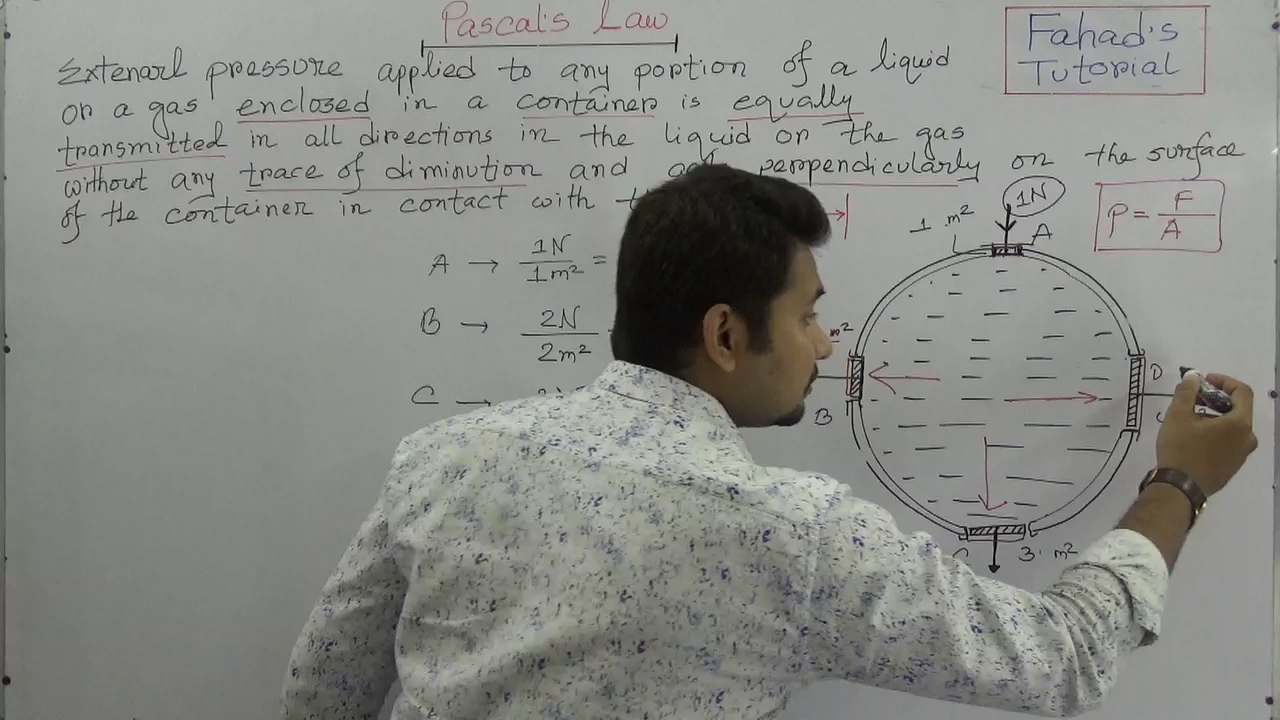 Pascal's Law
Fahad's
Tutorial
Extenarl pressure applied to any portion of a liquid
or a gas enclosed in a container is equally
transmitted in all directions in the liquid or the gas
without any trace of diminution and perpendicularly on the surface
of the container in contact with
P = F/A
1N
1 m²
A
A → 1N/1m² =
B → 2N/2m²
C →
m²
B
D
3 m²